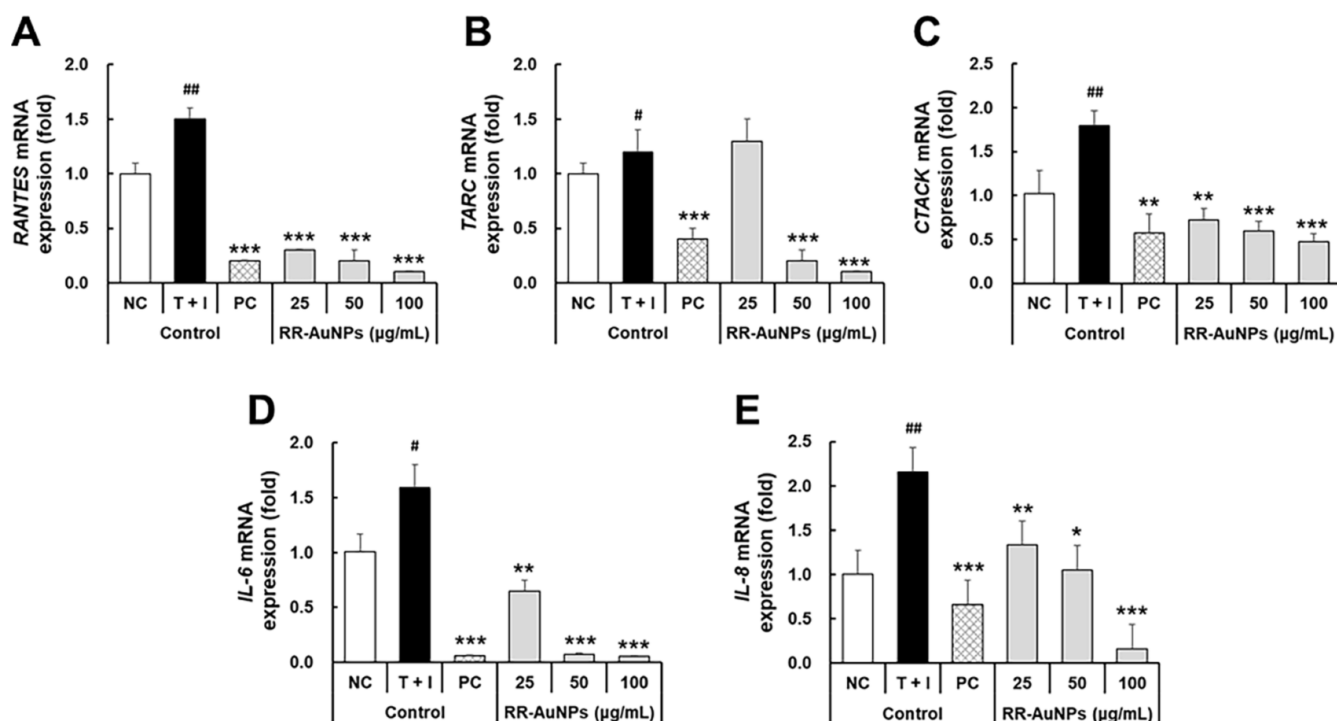 A
RANTES mRNA
expression (fold)
2.0
1.5
1.0
0.5
0.0
##
***
***
***
***
NC
T + I
PC
25
50
100
Control
RR-AuNPs (µg/mL)
B
TARC mRNA
expression (fold)
2.0
1.5
1.0
0.5
0.0
#
***
***
***
NC
T + I
PC
25
50
100
Control
RR-AuNPs (µg/mL)
C
CTACK mRNA
expression (fold)
2.5
2.0
1.5
1.0
0.5
0.0
##
**
**
***
***
NC
T + I
PC
25
50
100
Control
RR-AuNPs (µg/mL)
D
IL-6 mRNA
expression (fold)
2.0
1.5
1.0
0.5
0.0
#
***
**
***
***
NC
T + I
PC
25
50
100
Control
RR-AuNPs (µg/mL)
E
IL-8 mRNA
expression (fold)
2.5
2.0
1.5
1.0
0.5
0.0
##
***
**
*
***
NC
T + I
PC
25
50
100
Control
RR-AuNPs (µg/mL)